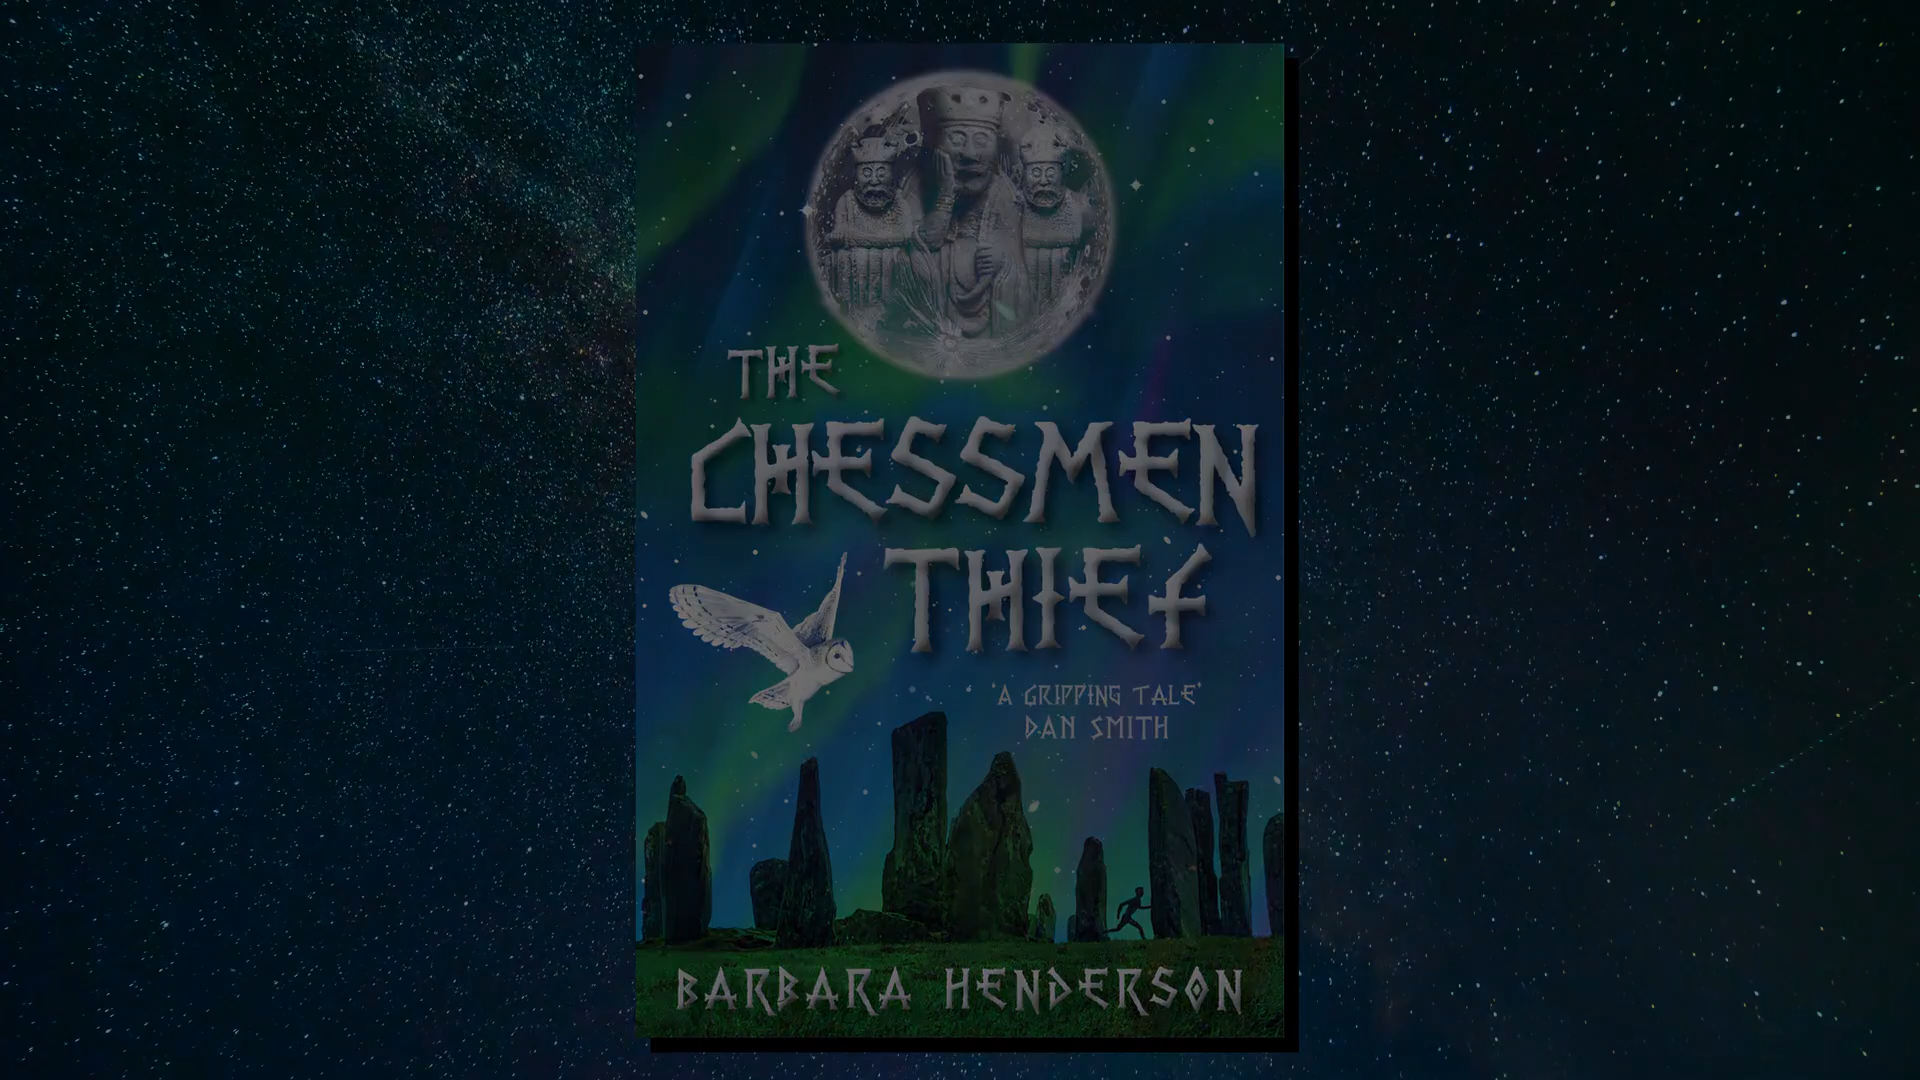 THE
CHESSMEN
THIEF
'A GRIPPING TALE'
DAN SMITH
BARBARA HENDERSON